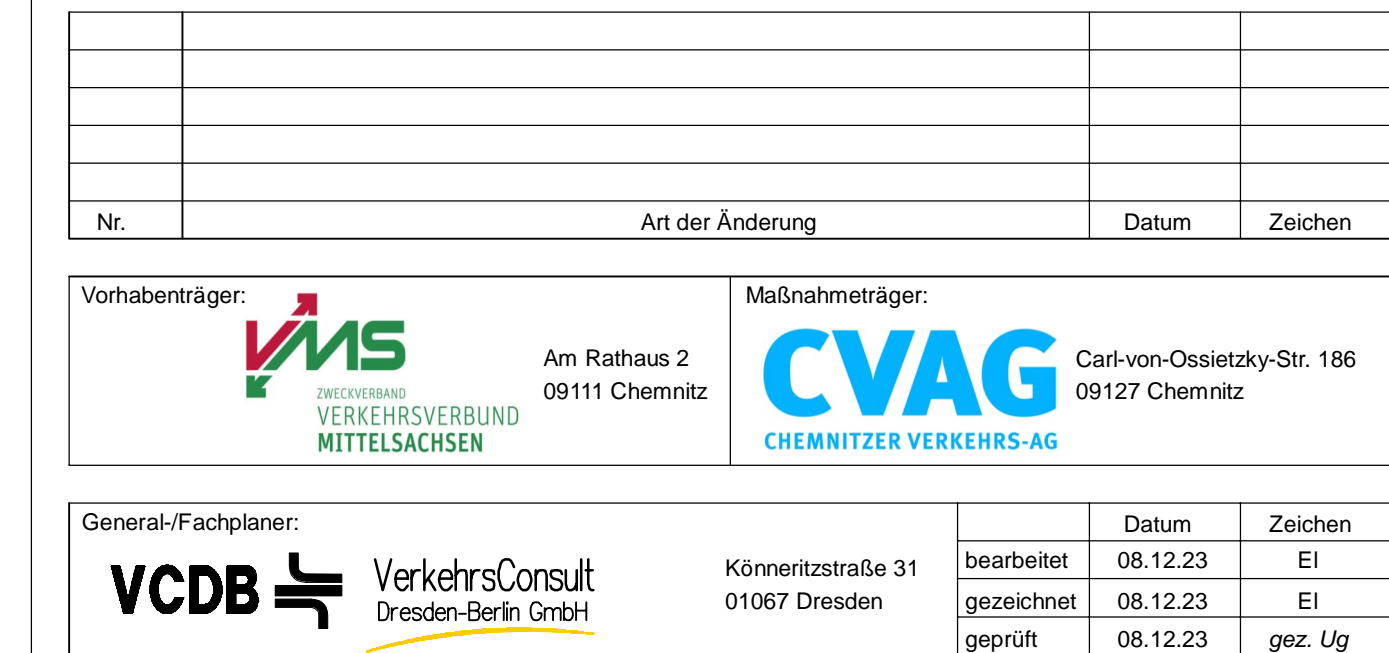 Nr. Art der Änderung Datum Zeichen
Vorhabenträger:
VMS
ZWECKVERBAND
VERKEHRSVERBUND
MITTELSACHSEN
Am Rathaus 2
09111 Chemnitz
Maßnahmeträger:
CVAG
CHEMNITZER VERKEHRS-AG
Carl-von-Ossietzky-Str. 186
09127 Chemnitz
General-/Fachplaner:
VCDB
VerkehrsConsult
Dresden-Berlin GmbH
Könneritzstraße 31
01067 Dresden
Datum Zeichen
bearbeitet 08.12.23 El
gezeichnet 08.12.23 El
geprüft 08.12.23 gez. Ug